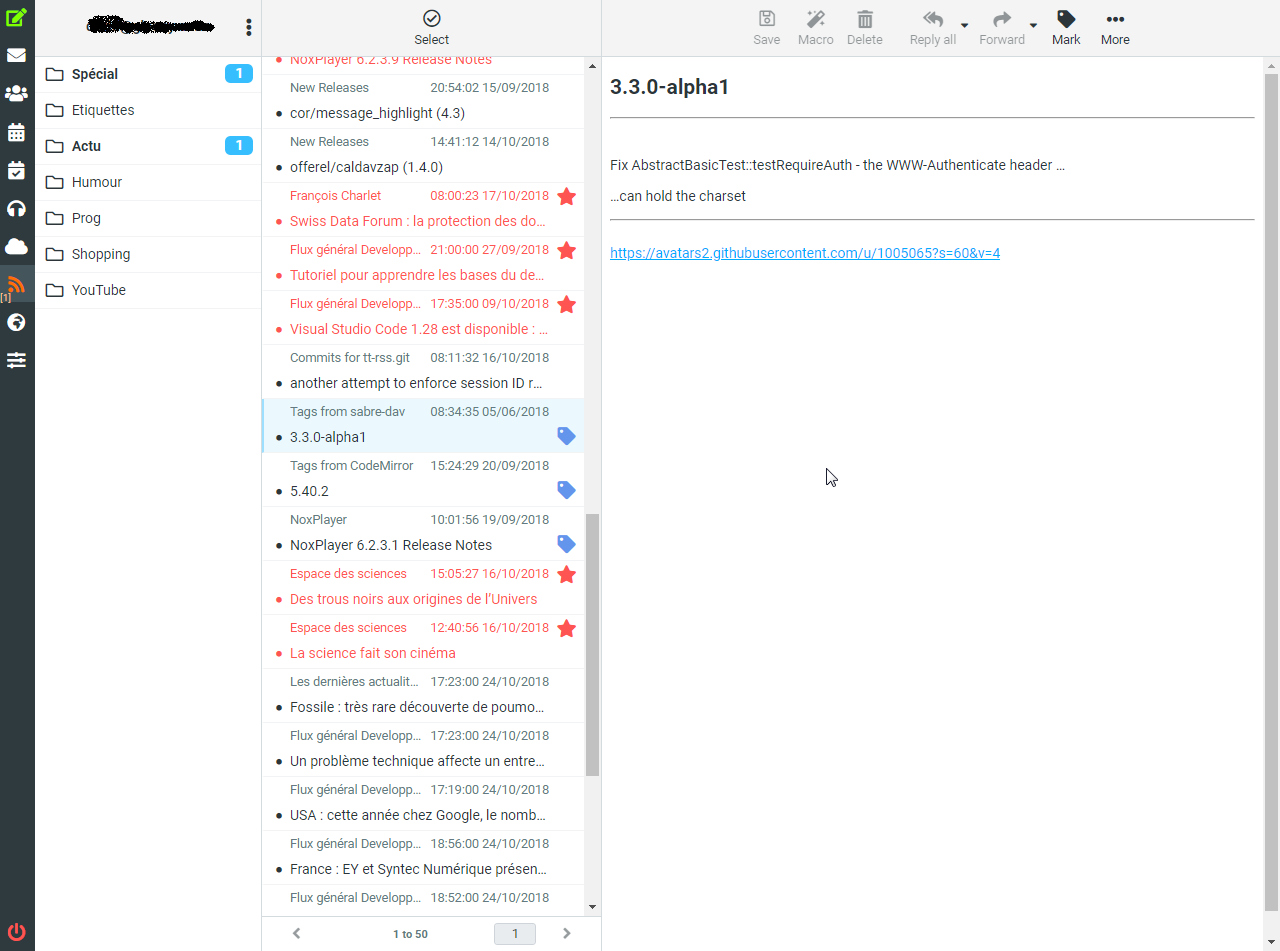 Select
Save
Macro
Delete
Reply all
Forward
Mark
More
[1]
Spécial 1
Etiquettes
Actu 1
Humour
Prog
Shopping
YouTube
NoxPlayer 6.2.3.9 Release Notes
New Releases 20:54:02 15/09/2018
cor/message_highlight (4.3)
New Releases 14:41:12 14/10/2018
offerel/caldavzap (1.4.0)
François Charlet 08:00:23 17/10/2018
Swiss Data Forum : la protection des do...
Flux général Developp... 21:00:00 27/09/2018
Tutoriel pour apprendre les bases du de...
Flux général Developp... 17:35:00 09/10/2018
Visual Studio Code 1.28 est disponible : ...
Commits for tt-rss.git 08:11:32 16/10/2018
another attempt to enforce session ID r...
Tags from sabre-dav 08:34:35 05/06/2018
3.3.0-alpha1
Tags from CodeMirror 15:24:29 20/09/2018
5.40.2
NoxPlayer 10:01:56 19/09/2018
NoxPlayer 6.2.3.1 Release Notes
Espace des sciences 15:05:27 16/10/2018
Des trous noirs aux origines de l’Univers
Espace des sciences 12:40:56 16/10/2018
La science fait son cinéma
Les dernières actualit... 17:23:00 24/10/2018
Fossile : très rare découverte de poumo...
Flux général Developp... 17:23:00 24/10/2018
Un problème technique affecte un entre...
Flux général Developp... 17:19:00 24/10/2018
USA : cette année chez Google, le nomb...
Flux général Developp... 18:56:00 24/10/2018
France : EY et Syntec Numérique présen...
Flux général Developp... 18:52:00 24/10/2018
1 to 50
1
3.3.0-alpha1
Fix AbstractBasicTest::testRequireAuth - the WWW-Authenticate header ...
...can hold the charset
https://avatars2.githubusercontent.com/u/1005065?s=60&v=4